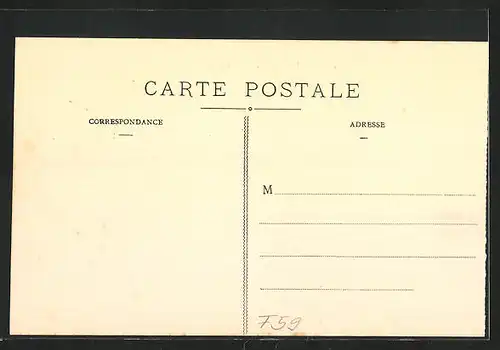 CARTE POSTALE
CORRESPONDANCE
ADRESSE
M
F59